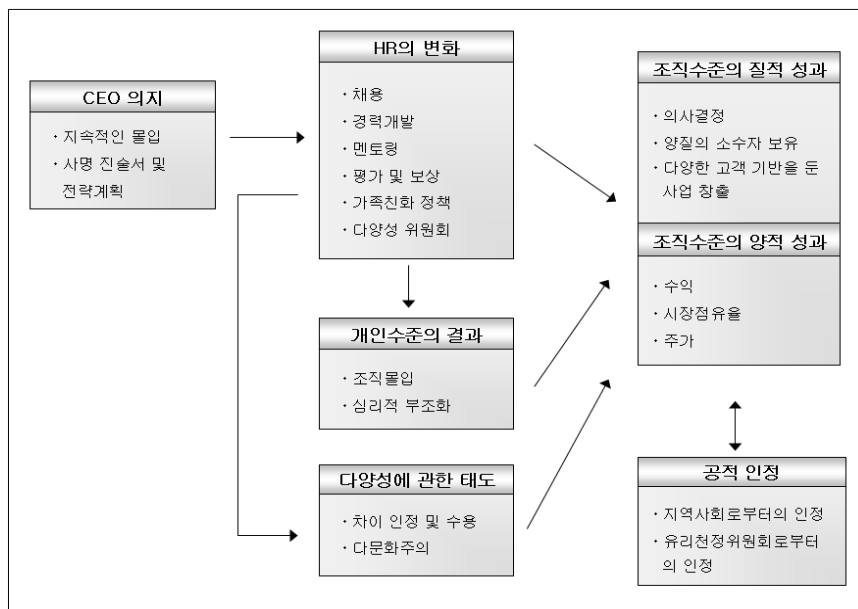 CEO 의지
· 지속적인 몰입
· 사명 진술서 및
전략계획
HR의 변화
· 채용
· 경력개발
· 멘토링
· 평가 및 보상
· 가족친화 정책
· 다양성 위원회
개인수준의 결과
· 조직몰입
· 심리적 부조화
다양성에 관한 태도
· 차이 인정 및 수용
· 다문화주의
조직수준의 질적 성과
· 의사결정
· 양질의 소수자 보유
· 다양한 고객 기반을 둔
사업 창출
조직수준의 양적 성과
· 수익
· 시장점유율
· 주가
공적 인정
· 지역사회로부터의 인정
· 유리천정위원회로부터
의 인정